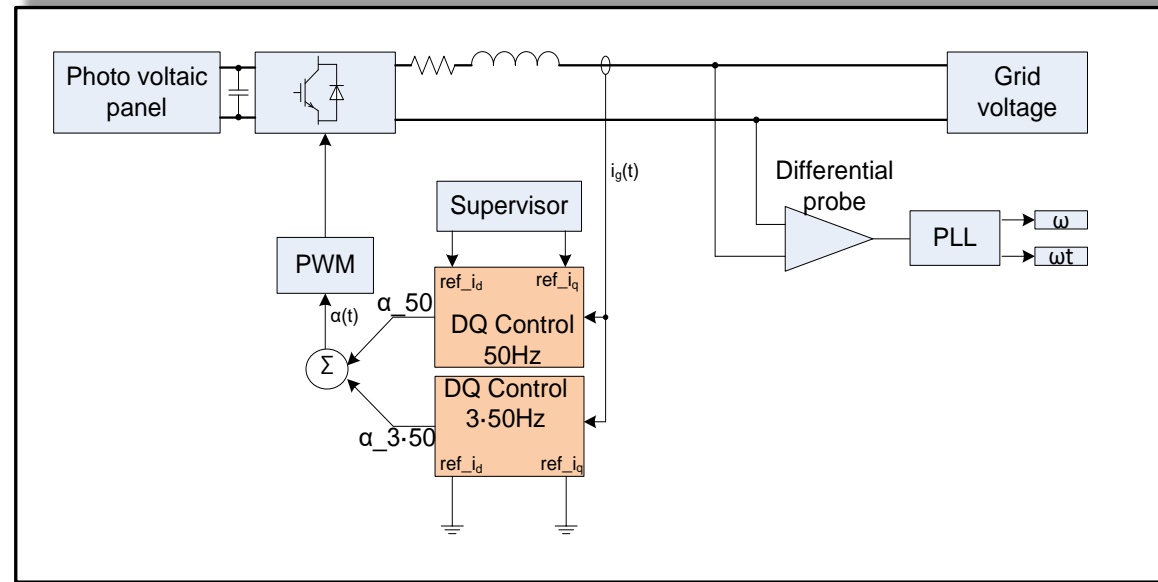 Photo voltaic
panel
Grid
voltage
i_g(t)
Differential
probe
Supervisor
PLL
ω
ωt
PWM
ref_i_d
ref_i_q
α_50
DQ Control
50Hz
α(t)
Σ
DQ Control
3·50Hz
α_3·50
ref_i_d
ref_i_q